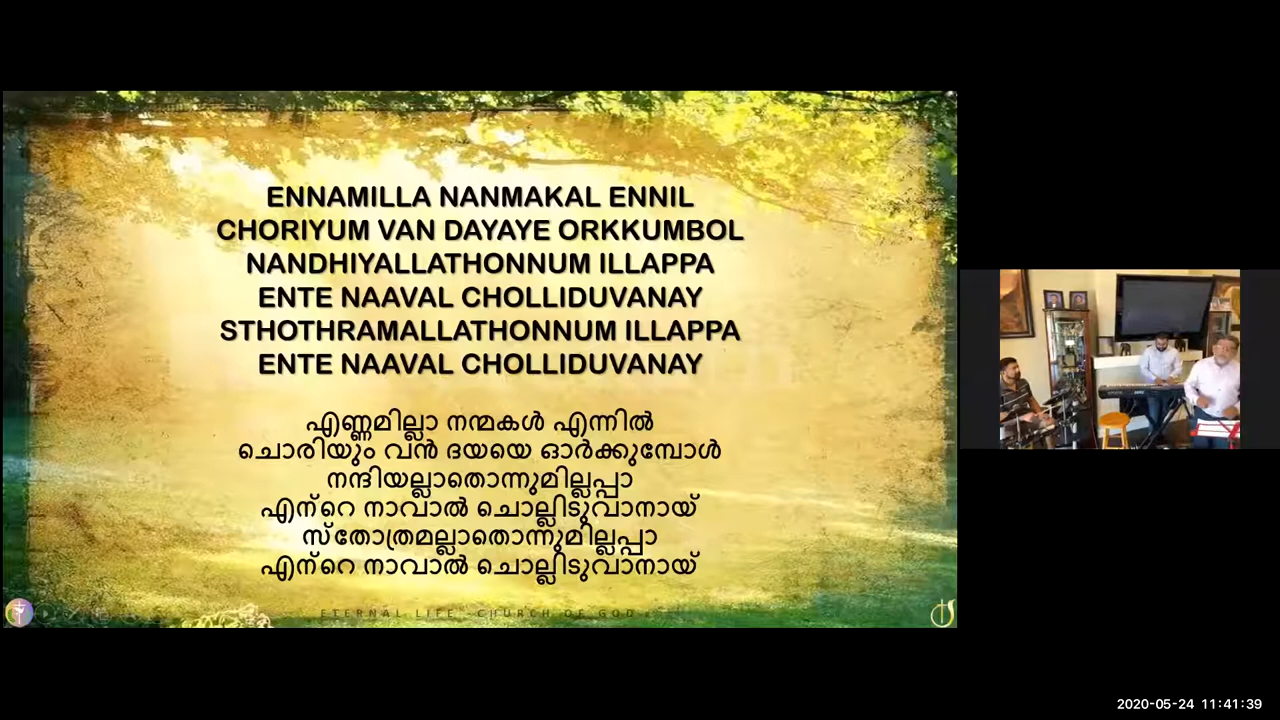 ENNAMILLA NANMAKAL ENNIL
CHORIYUM VAN DAYAYE ORKKUMBOL
NANDHIYALLATHONNUM ILLAPPA
ENTE NAAVAL CHOLLIDUVANAY
STHOTHRAMALLATHONNUM ILLAPPA
ENTE NAAVAL CHOLLIDUVANAY
എണ്ണമില്ലാ നന്മകൾ എന്നിൽ
ചൊരിയും വൻ ദയയെ ഓർക്കുമ്പോൾ
നന്ദിയല്ലാതൊന്നുമില്ലപ്പാ
എന്റെ നാവാൽ ചൊല്ലിടുവാനായ്
സ്തോത്രമല്ലാതൊന്നുമില്ലപ്പാ
എന്റെ നാവാൽ ചൊല്ലിടുവാനായ്
ETERNAL LIFE CHURCH OF GOD
2020-05-24 11:41:39